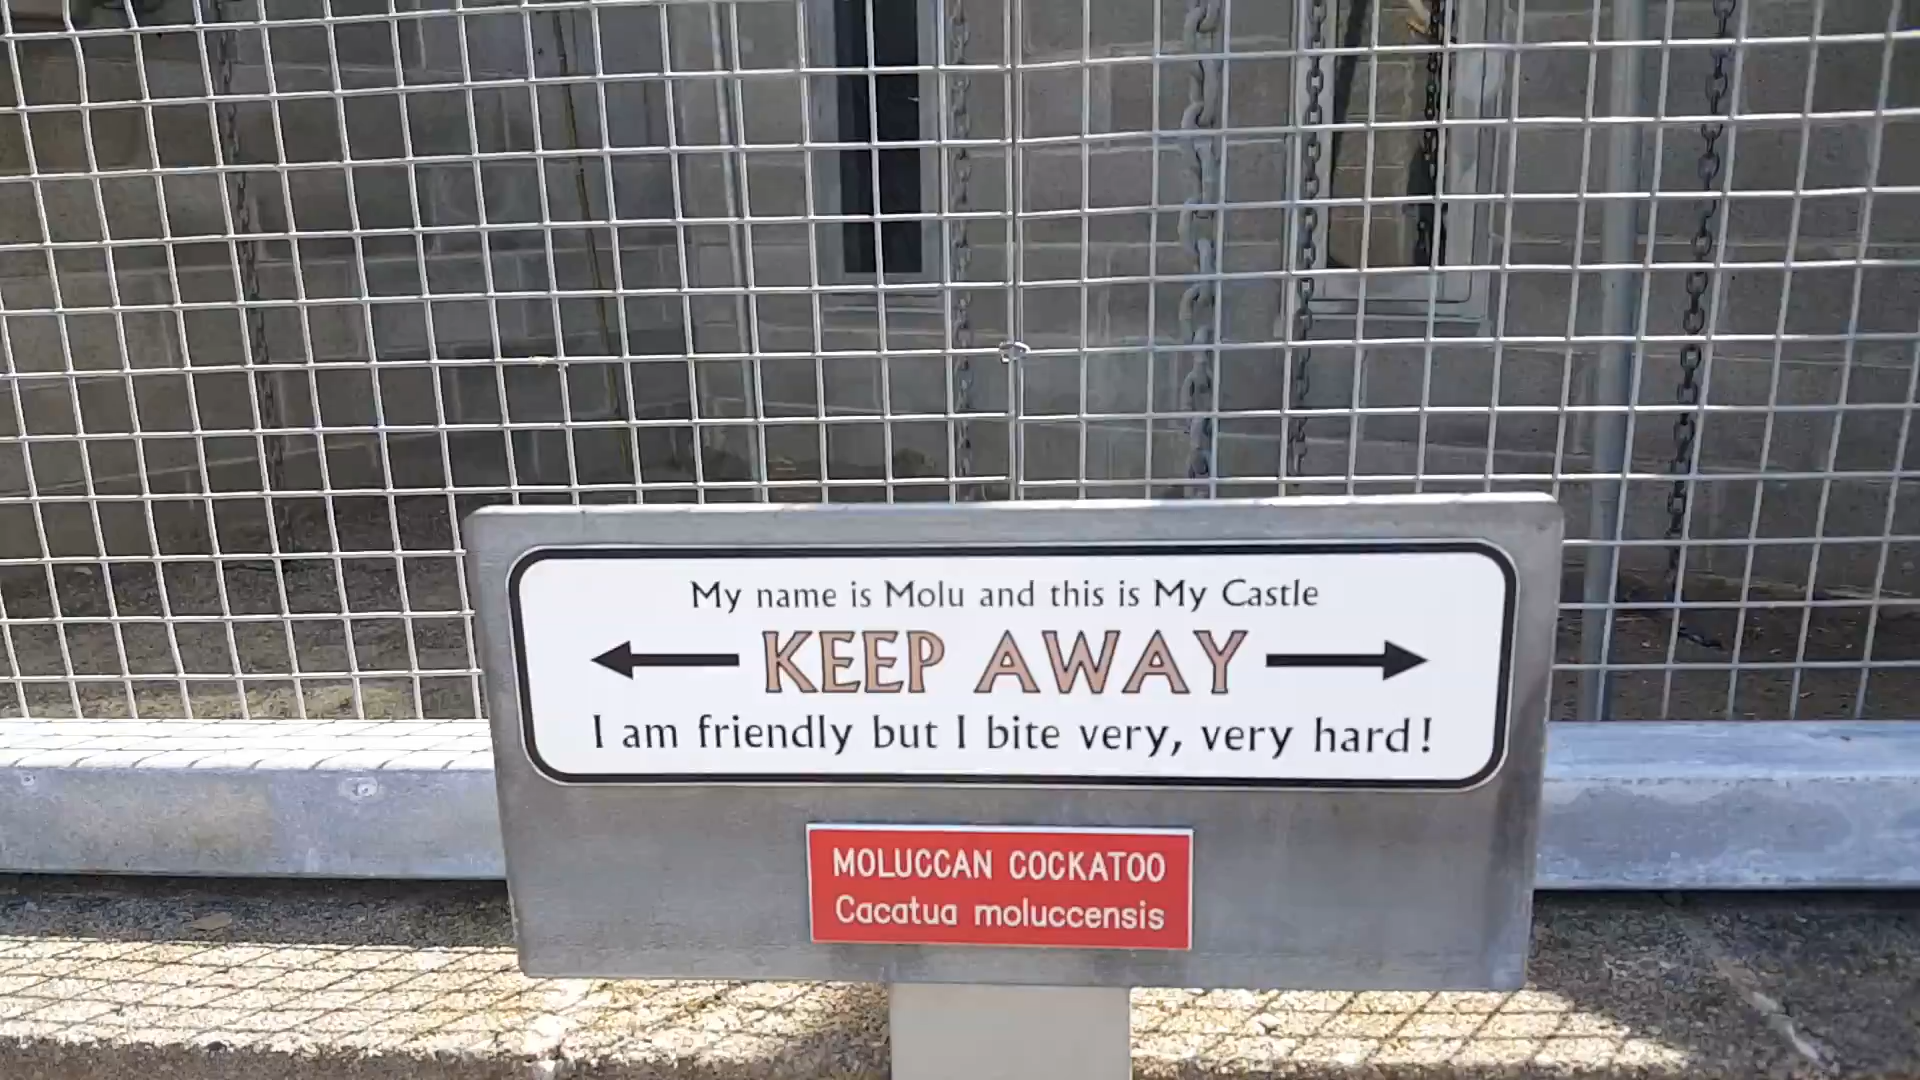 My name is Molu and this is My Castle
KEEP AWAY
I am friendly but I bite very, very hard!
MOLUCCAN COCKATOO
Cacatua moluccensis